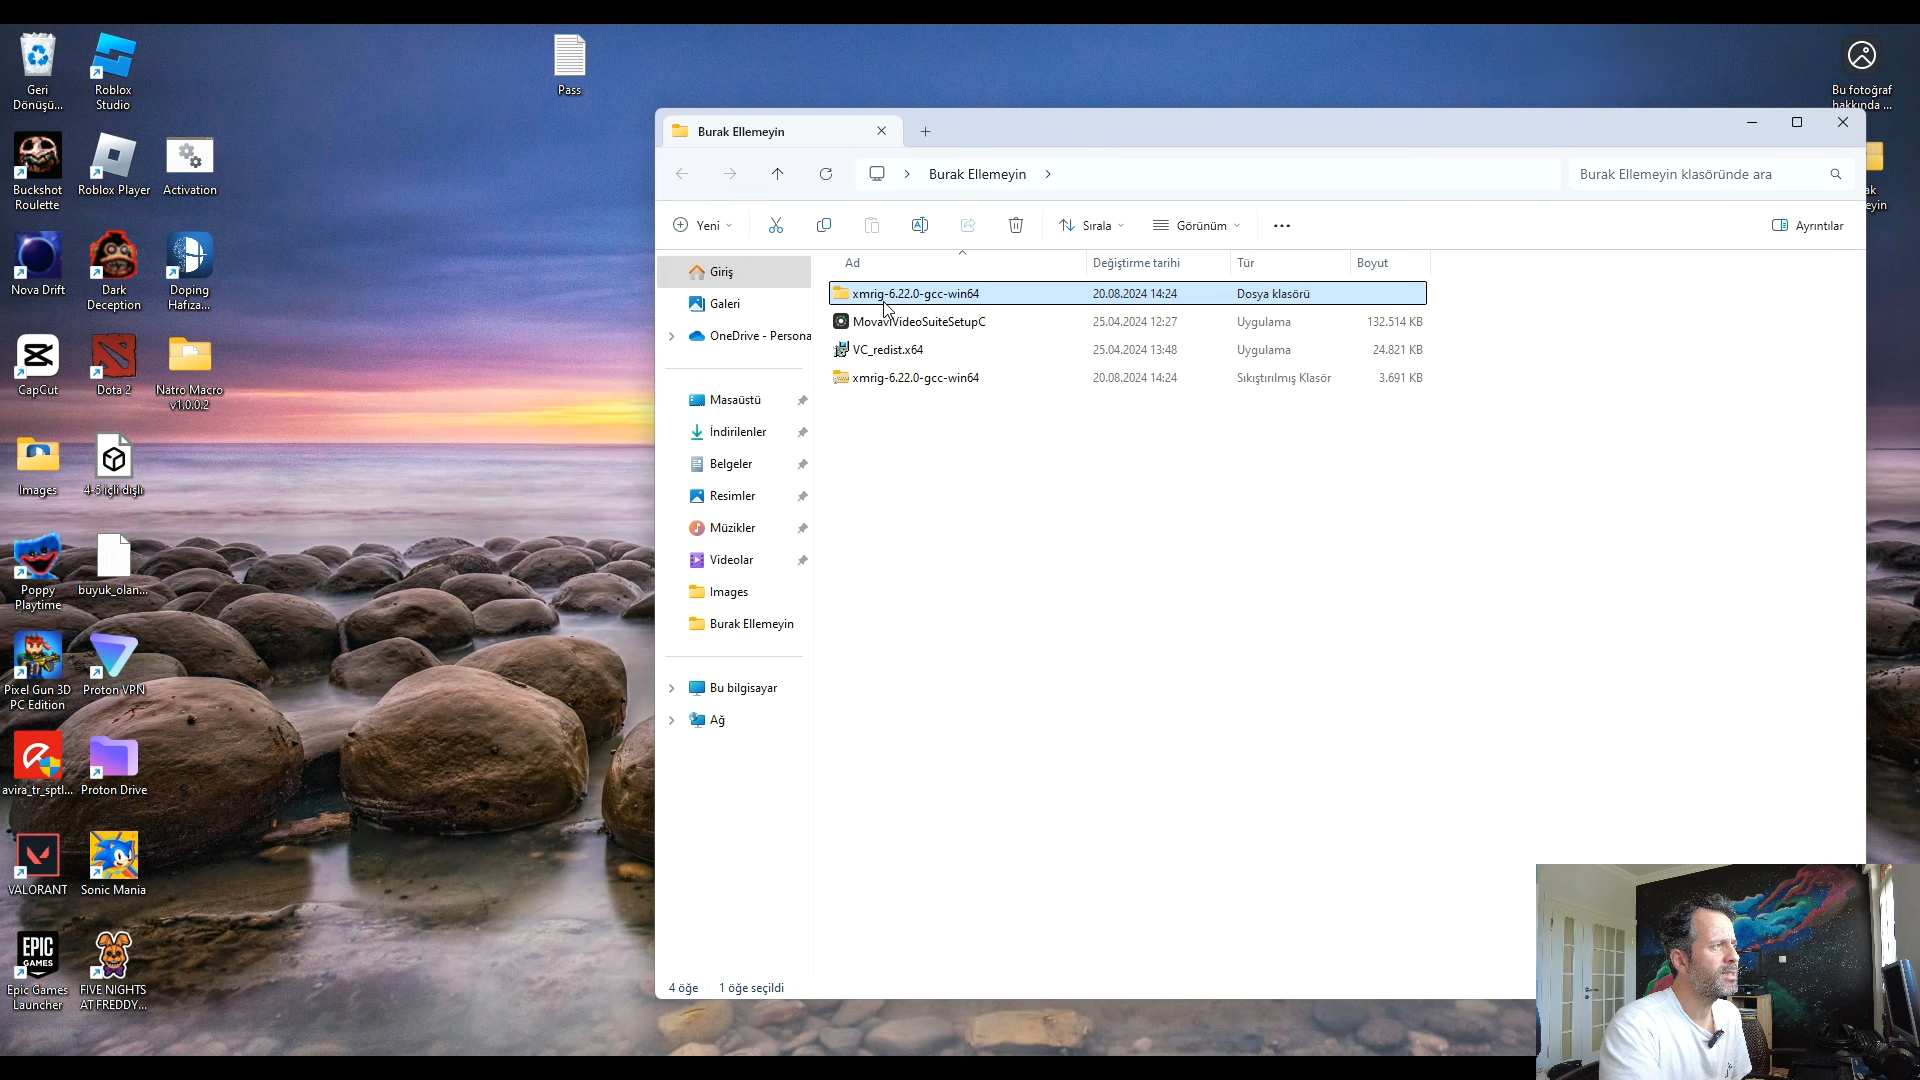 Geri
Dönüşü...
Roblox
Studio
Pass
Bu fotoğraf
hakkında ...
Buckshot
Roulette
Roblox Player
Activation
Nova Drift
Dark
Deception
Doping
Hafıza...
CapCut
Dota 2
Natro Macro
v1.0.0.2
Images
4-5 içli dışlı
Poppy
Playtime
buyuk_olan...
Pixel Gun 3D
PC Edition
Proton VPN
avira_tr_sptl...
Proton Drive
VALORANT
Sonic Mania
EPIC
GAMES
Epic Games
Launcher
FIVE NIGHTS
AT FREDDY...
Burak Ellemeyin
Burak Ellemeyin
Burak Ellemeyin klasöründe ara
Yeni
Sırala
Görünüm
Ayrıntılar
Ad Değiştirme tarihi Tür Boyut
xmrig-6.22.0-gcc-win64 20.08.2024 14:24 Dosya klasörü
MovaviVideoSuiteSetupC 25.04.2024 12:27 Uygulama 132.514 KB
VC_redist.x64 25.04.2024 13:48 Uygulama 24.821 KB
xmrig-6.22.0-gcc-win64 20.08.2024 14:24 Sıkıştırılmış Klasör 3.691 KB
Giriş
Galeri
OneDrive - Persona
Masaüstü
İndirilenler
Belgeler
Resimler
Müzikler
Videolar
Images
Burak Ellemeyin
Bu bilgisayar
Ağ
4 öğe 1 öğe seçildi